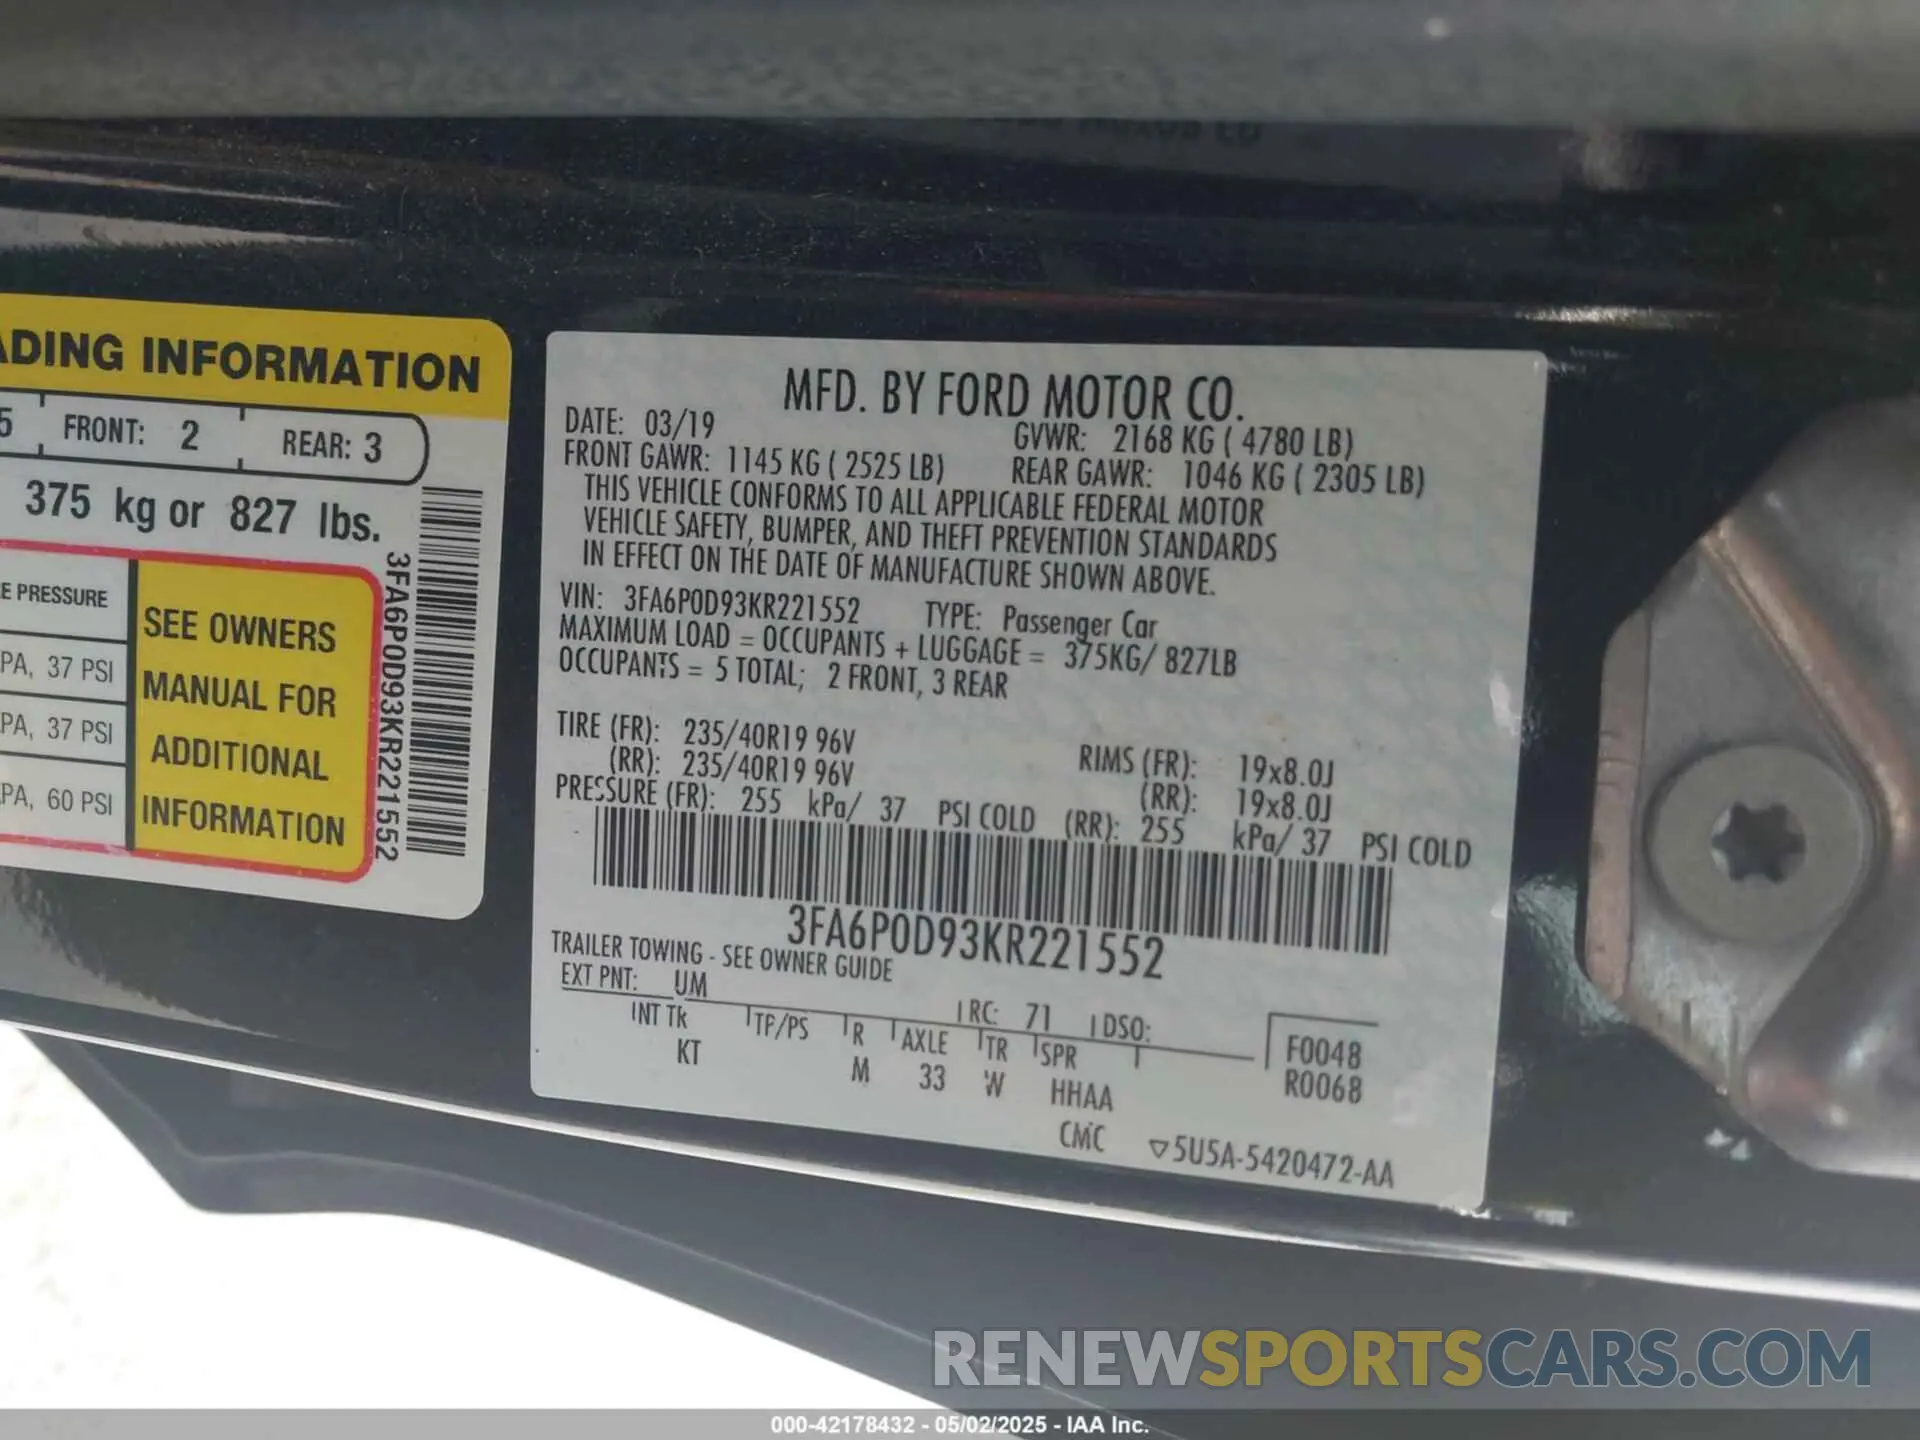 ADING INFORMATION
5 FRONT: 2 REAR: 3
375 kg or 827 lbs.
E PRESSURE
PA, 37 PSI
PA, 37 PSI
PA, 60 PSI
SEE OWNERS
MANUAL FOR
ADDITIONAL
INFORMATION
3FA6P0D93KR221552
MFD. BY FORD MOTOR CO.
DATE: 03/19 GVWR: 2168 KG ( 4780 LB)
FRONT GAWR: 1145 KG ( 2525 LB) REAR GAWR: 1046 KG ( 2305 LB)
THIS VEHICLE CONFORMS TO ALL APPLICABLE FEDERAL MOTOR
VEHICLE SAFETY, BUMPER, AND THEFT PREVENTION STANDARDS
IN EFFECT ON THE DATE OF MANUFACTURE SHOWN ABOVE.
VIN: 3FA6P0D93KR221552 TYPE: Passenger Car
MAXIMUM LOAD = OCCUPANTS + LUGGAGE = 375KG/ 827LB
OCCUPANTS = 5 TOTAL; 2 FRONT, 3 REAR
TIRE (FR): 235/40R19 96V RIMS (FR): 19x8.0J
(RR): 235/40R19 96V (RR): 19x8.0J
PRESSURE (FR): 255 kPa/ 37 PSI COLD (RR): 255 kPa/ 37 PSI COLD
3FA6P0D93KR221552
TRAILER TOWING - SEE OWNER GUIDE
EXT PNT: UM RC: 71 DSO:
INT TR TP/PS R AXLE TR SPR F0048
KT M 33 W HHAA R0068
CMC ▽5U5A-5420472-AA
RENEWSPORTSCARS.COM
000-42178432 - 05/02/2025 - IAA Inc.